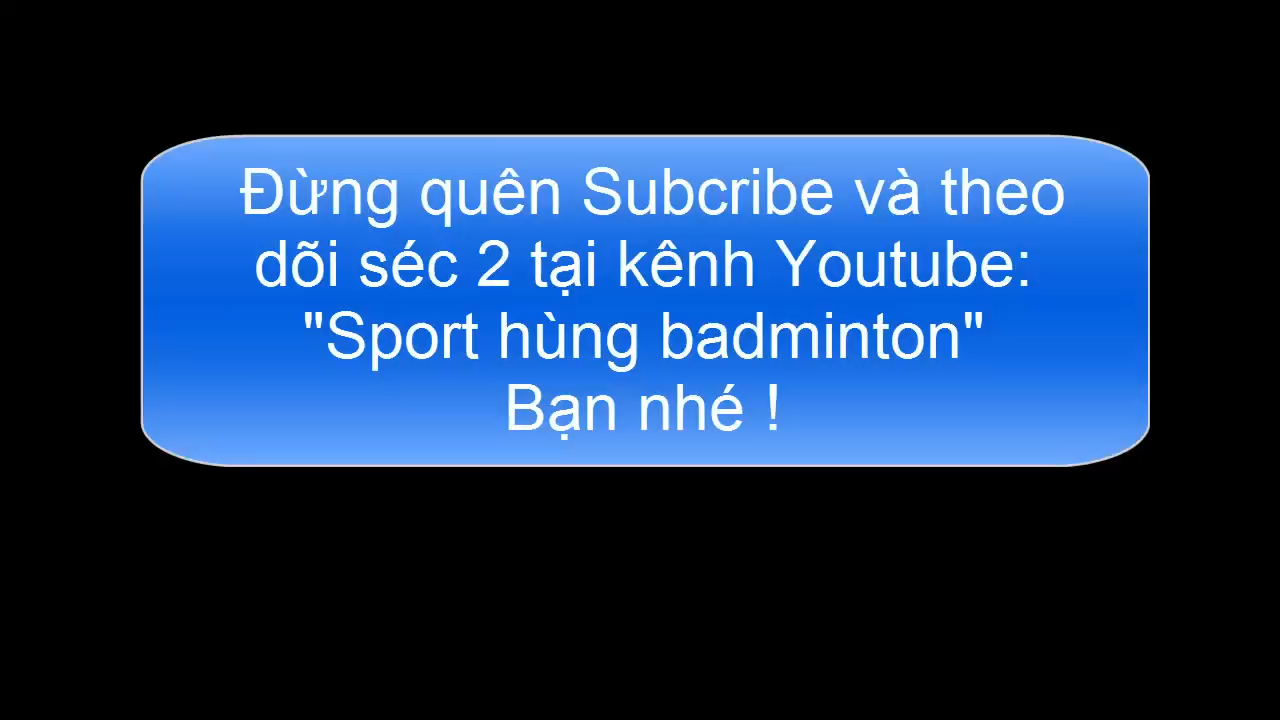 Đừng quên Subcribe và theo
dõi séc 2 tại kênh Youtube:
"Sport hùng badminton"
Bạn nhé !